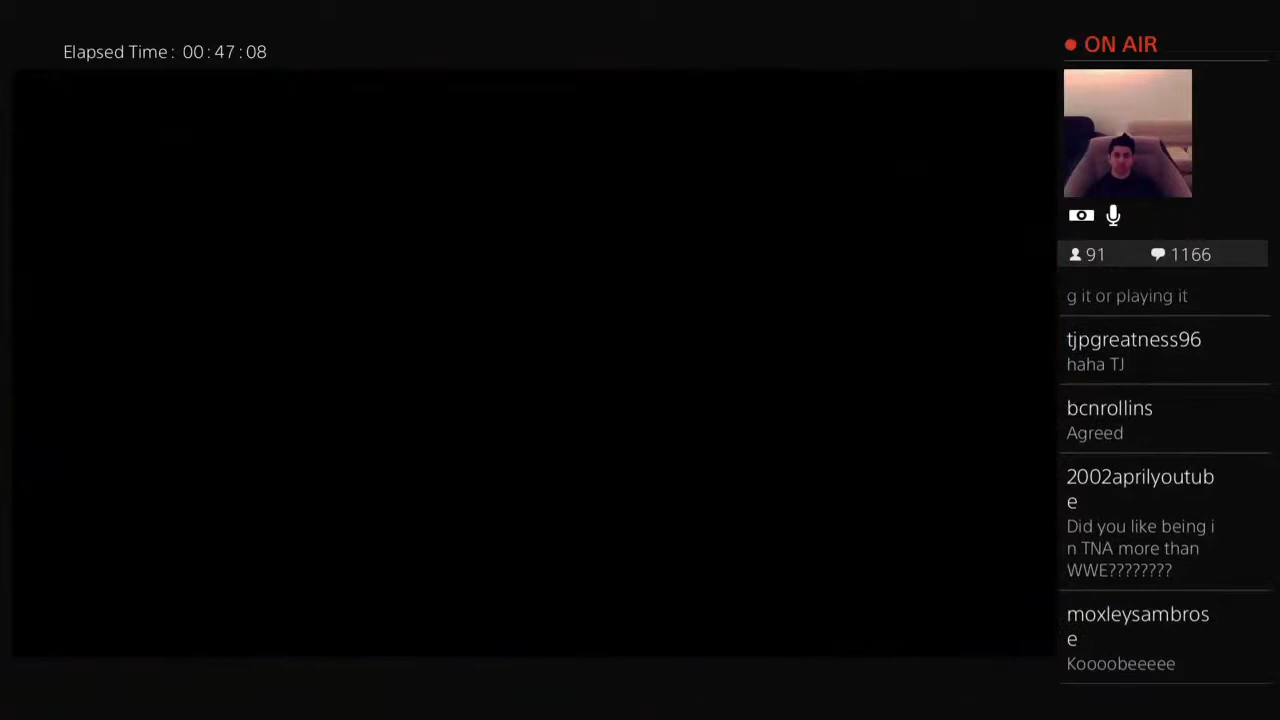 Elapsed Time: 00:47:08
ON AIR
91 1166
g it or playing it
tjpgreatness96
haha TJ
bcnrollins
Agreed
2002aprilyoutub
e
Did you like being i
n TNA more than
WWE????????
moxleysambros
e
Koooobeeeee